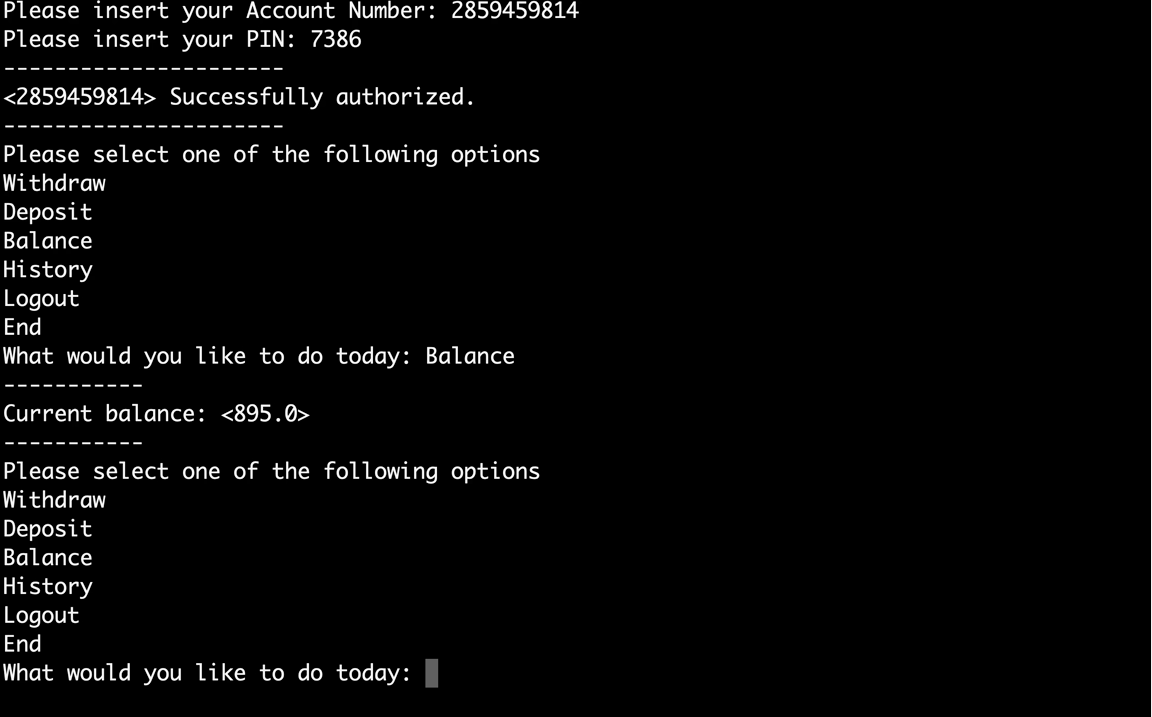 Please insert your Account Number: 2859459814
Please insert your PIN: 7386
----------------------
<2859459814> Successfully authorized.
----------------------
Please select one of the following options
Withdraw
Deposit
Balance
History
Logout
End
What would you like to do today: Balance
-----------
Current balance: <895.0>
-----------
Please select one of the following options
Withdraw
Deposit
Balance
History
Logout
End
What would you like to do today: